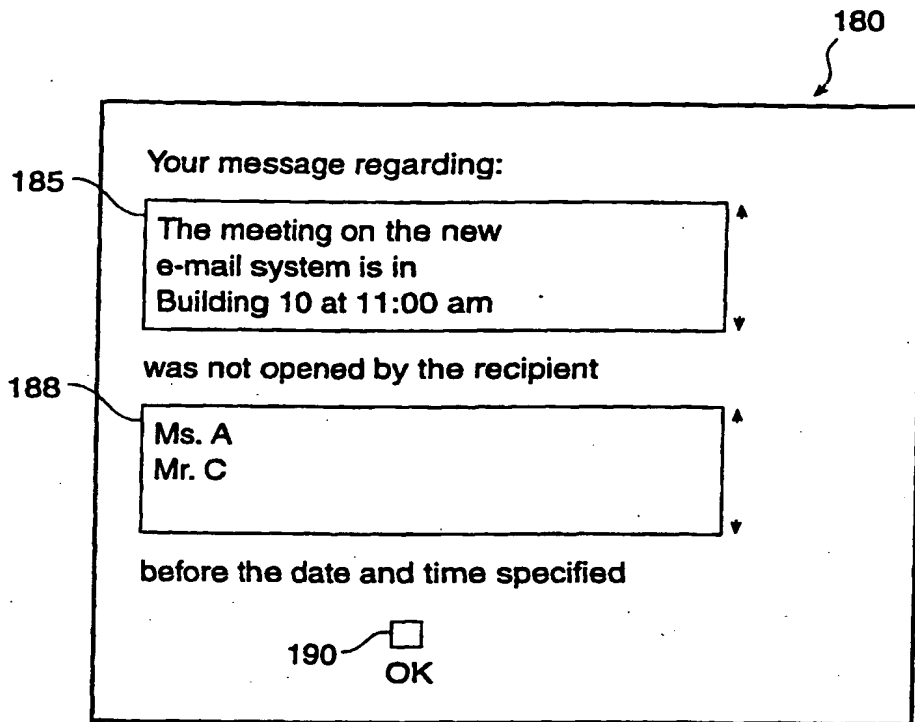 180
Your message regarding:
185
The meeting on the new
e-mail system is in
Building 10 at 11:00 am
was not opened by the recipient
188
Ms. A
Mr. C
before the date and time specified
190
OK